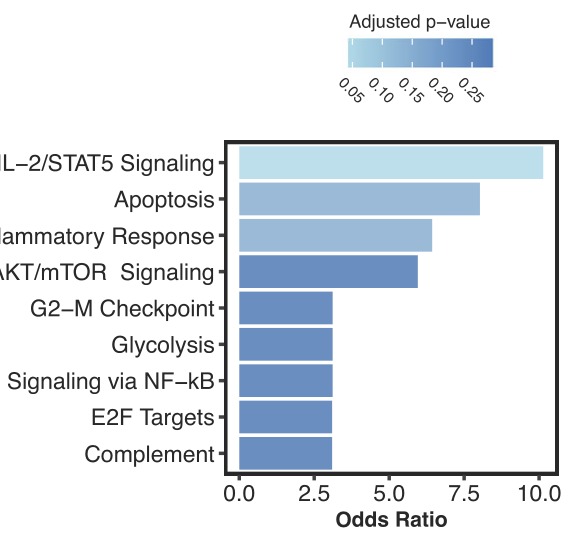 Adjusted p−value
0.05 0.10 0.15 0.20 0.25
IL−2/STAT5 Signaling
Apoptosis
Response
AKT/mTOR Signaling
G2−M Checkpoint
Glycolysis
Signaling via NF−kB
E2F Targets
Complement
0.0 2.5 5.0 7.5 10.0
Odds Ratio